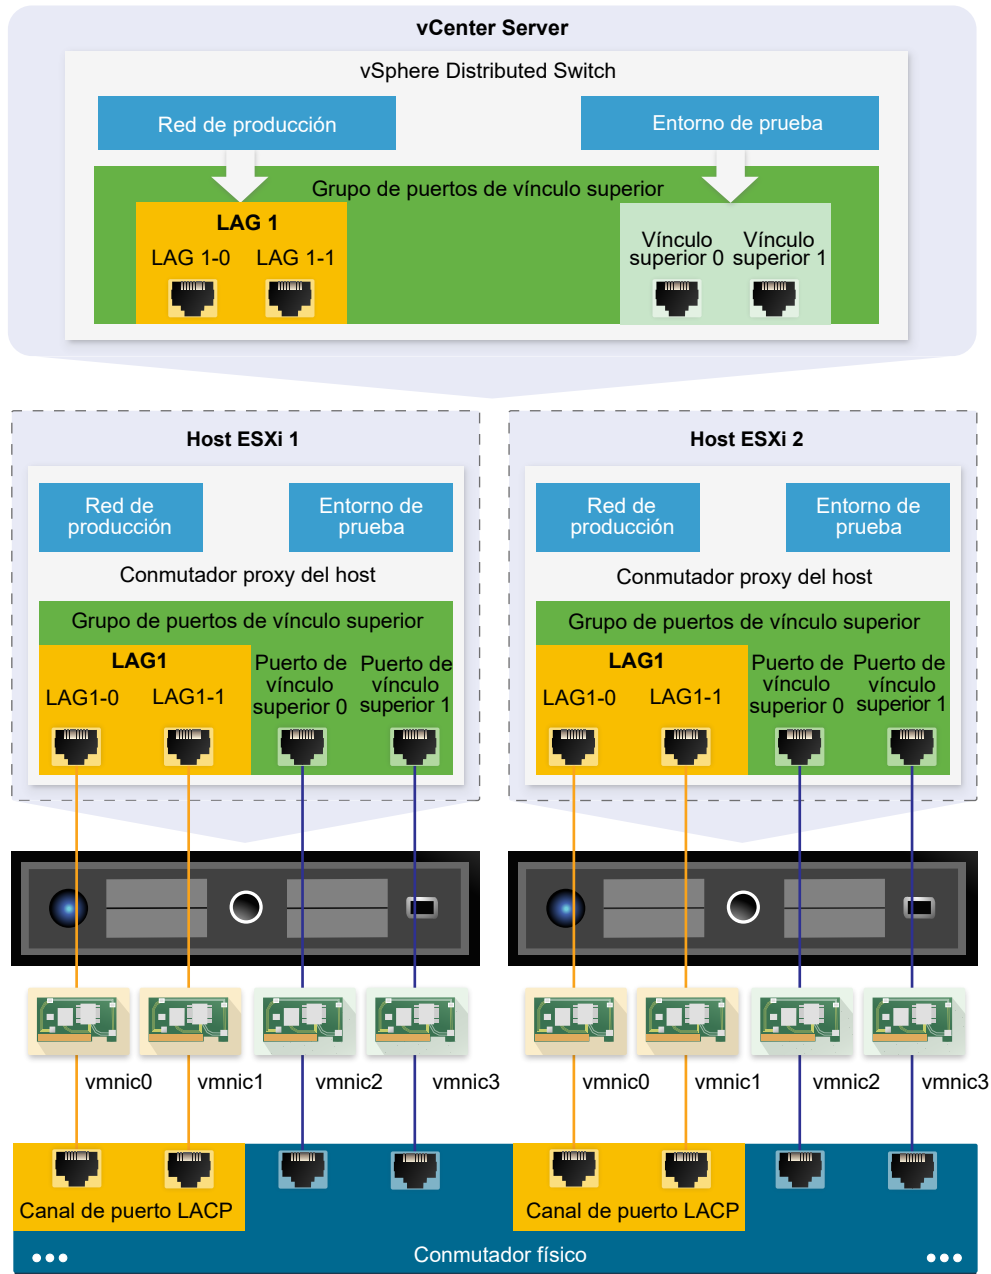 vCenter Server
vSphere Distributed Switch
Red de producción
Entorno de prueba
Grupo de puertos de vínculo superior
LAG 1
LAG 1-0
LAG 1-1
Vínculo
superior 0
Vínculo
superior 1
Host ESXi 1
Red de
producción
Entorno de
prueba
Conmutador proxy del host
Grupo de puertos de vínculo superior
LAG1
LAG1-0
LAG1-1
Puerto de
vínculo
superior 0
Puerto de
vínculo
superior 1
Host ESXi 2
Red de
producción
Entorno de
prueba
Conmutador proxy del host
Grupo de puertos de vínculo superior
LAG1
LAG1-0
LAG1-1
Puerto de
vínculo
superior 0
Puerto de
vínculo
superior 1
vmnic0
vmnic1
vmnic2
vmnic3
vmnic0
vmnic1
vmnic2
vmnic3
Canal de puerto LACP
Canal de puerto LACP
Conmutador físico